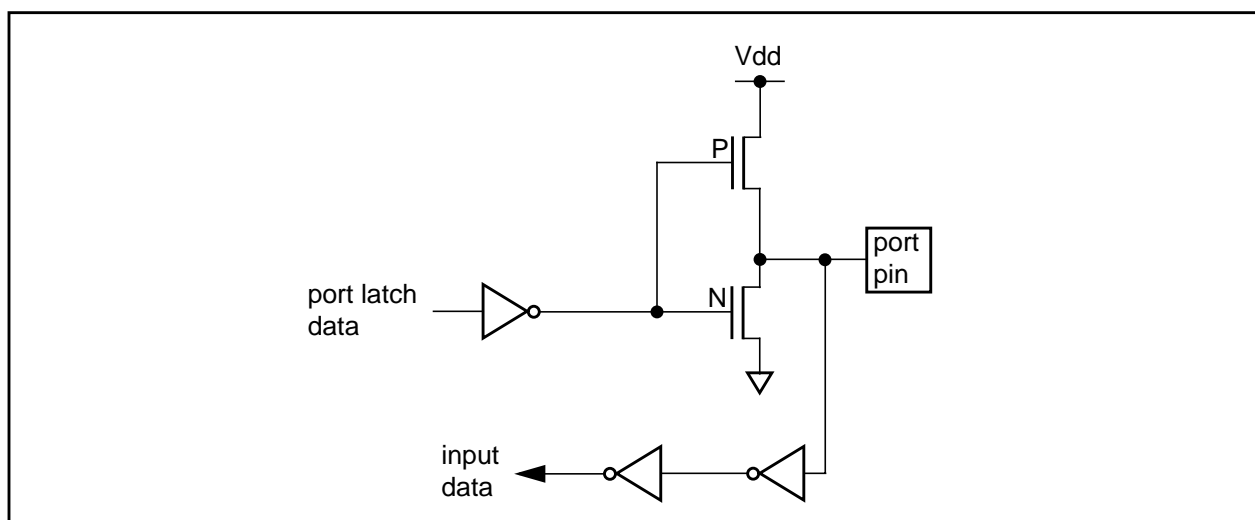 Vdd
P
port
pin
N
port latch
data
input
data